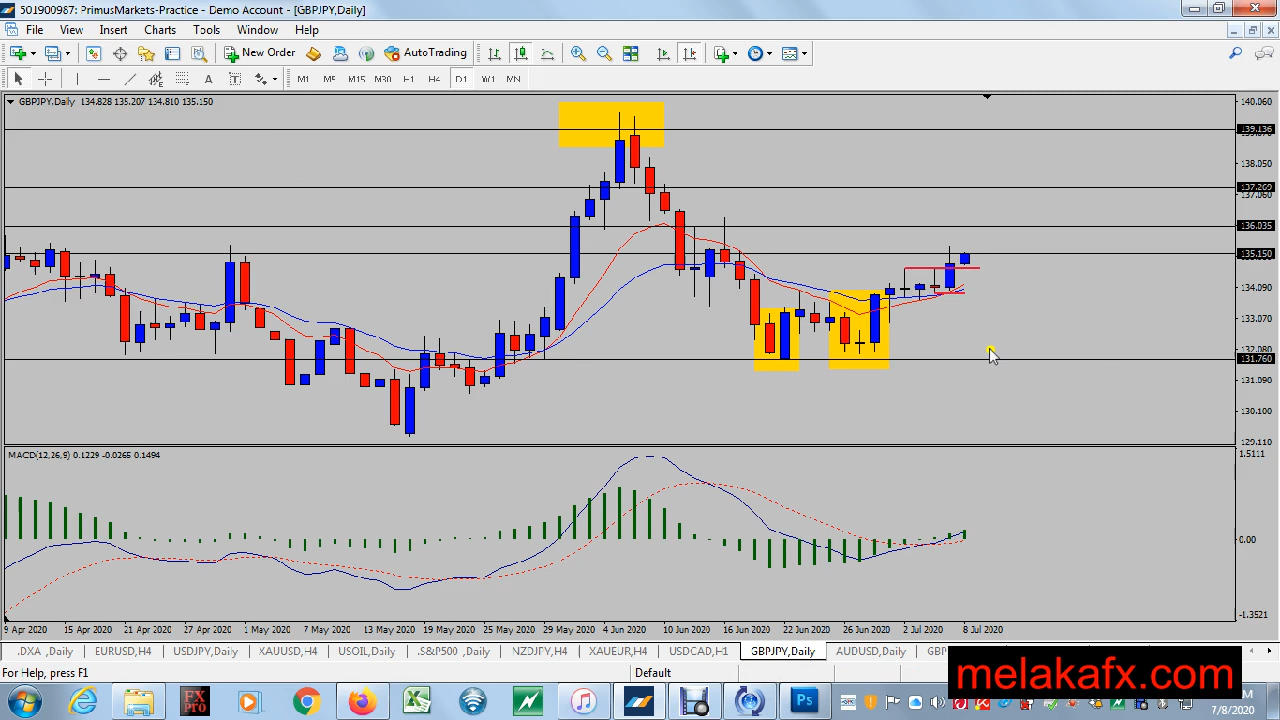 501900987: PrimusMarkets-Practice - Demo Account - [GBPJPY,Daily]
File View Insert Charts Tools Window Help
New Order AutoTrading
A T M1 M5 M15 M30 H1 H4 D1 W1 MN
GBPJPY,Daily 134.828 135.207 134.810 135.150
140.060
139.136
138.050
137.269
137.060
136.035
135.150
134.090
133.070
132.080
131.760
131.090
130.100
129.110
MACD(12,26,9) 0.1229 -0.0265 0.1494
1.5111
0.00
-1.3521
9 Apr 2020 15 Apr 2020 21 Apr 2020 27 Apr 2020 1 May 2020 7 May 2020 13 May 2020 19 May 2020 25 May 2020 29 May 2020 4 Jun 2020 10 Jun 2020 16 Jun 2020 22 Jun 2020 26 Jun 2020 2 Jul 2020 8 Jul 2020
.DXA ,Daily EURUSD,H4 USDJPY,Daily XAUUSD,H4 USOIL,Daily .S&P500 ,Daily NZDJPY,H4 XAUEUR,H4 USDCAD,H1 GBPJPY,Daily AUDUSD,Daily
For Help, press F1 Default
melakafx.com
FX Pro Ps
7/8/2020